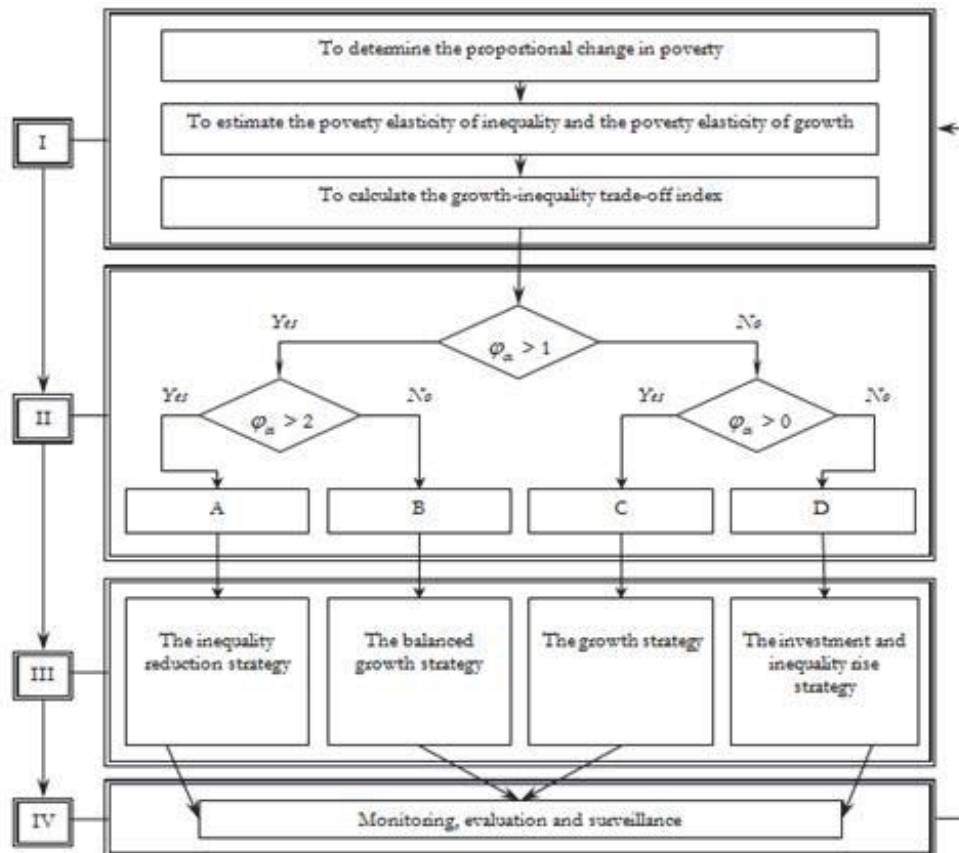 To determine the proportional change in poverty
To estimate the poverty elasticity of inequality and the poverty elasticity of growth
I
To calculate the growth-inequality trade-off index
Yes
No
φα > 1
Yes
No
Yes
No
II
φα > 2
φα > 0
A
B
C
D
The inequality
reduction strategy
The balanced
growth strategy
The growth strategy
The investment and
inequality rise
strategy
III
IV
Monitoring, evaluation and surveillance